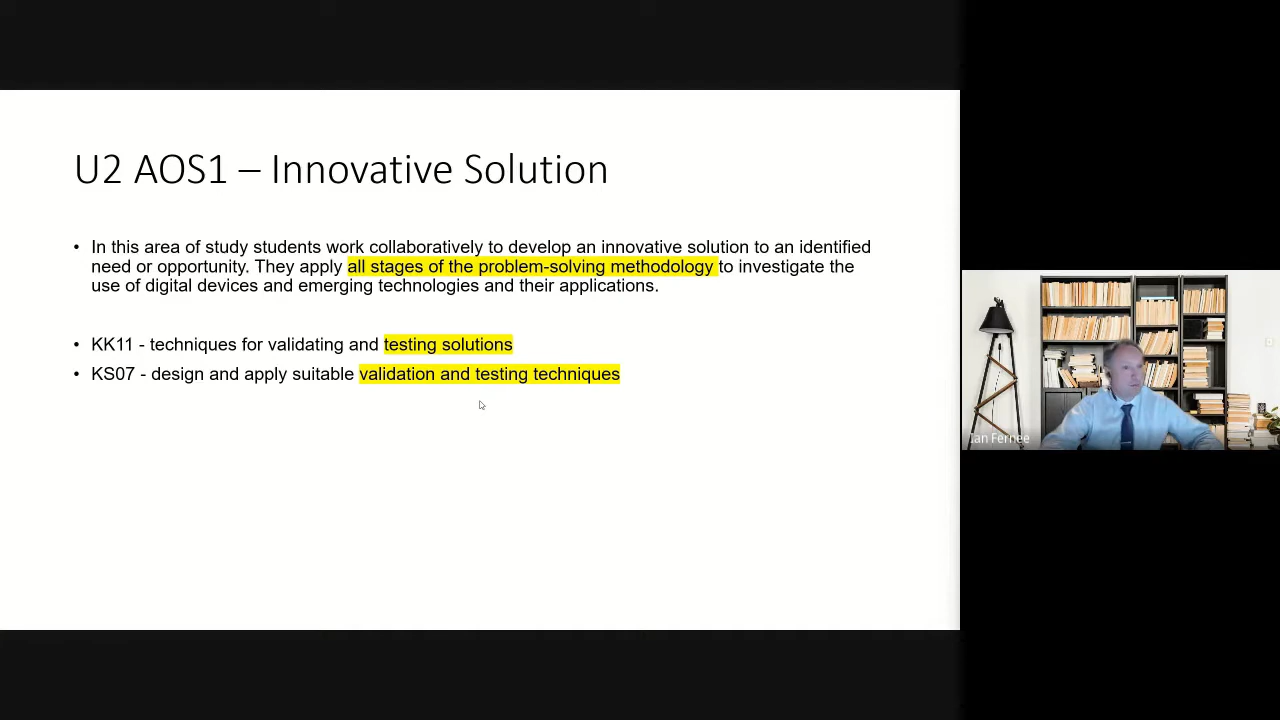 U2 AOS1 – Innovative Solution
• In this area of study students work collaboratively to develop an innovative solution to an identified
need or opportunity. They apply all stages of the problem-solving methodology to investigate the
use of digital devices and emerging technologies and their applications.
• KK11 - techniques for validating and testing solutions
• KS07 - design and apply suitable validation and testing techniques
Ian Fernee